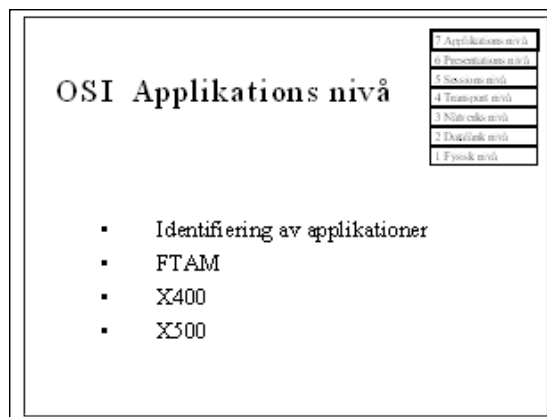 7 Applikations nivå
6 Presentations nivå
5 Sessions nivå
4 Transport nivå
3 Nätverks nivå
2 Datalänk nivå
1 Fysisk nivå
OSI Applikations nivå
Identifiering av applikationer
FTAM
X400
X500